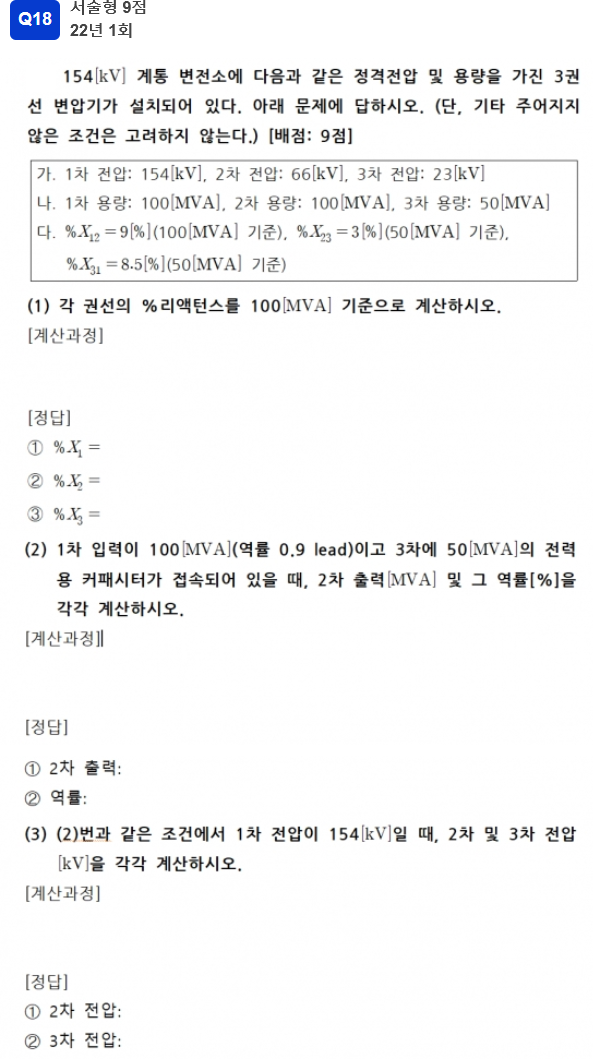 Q18
서술형 9점
22년 1회
154[kV] 계통 변전소에 다음과 같은 정격전압 및 용량을 가진 3권
선 변압기가 설치되어 있다. 아래 문제에 답하시오. (단, 기타 주어지지
않은 조건은 고려하지 않는다.) [배점: 9점]
가. 1차 전압: 154[kV], 2차 전압: 66[kV], 3차 전압: 23[kV]
나. 1차 용량: 100[MVA], 2차 용량: 100[MVA], 3차 용량: 50[MVA]
다. %X₁₂ = 9[%](100[MVA] 기준), %X₂₃ = 3[%](50[MVA] 기준),
%X₃₁ = 8.5[%](50[MVA] 기준)
(1) 각 권선의 %리액턴스를 100[MVA] 기준으로 계산하시오.
[계산과정]
[정답]
① %X₁ =
② %X₂ =
③ %X₃ =
(2) 1차 입력이 100[MVA](역률 0.9 lead)이고 3차에 50[MVA]의 전력
용 커패시터가 접속되어 있을 때, 2차 출력[MVA] 및 그 역률[%]을
각각 계산하시오.
[계산과정]
[정답]
① 2차 출력:
② 역률:
(3) (2)번과 같은 조건에서 1차 전압이 154[kV]일 때, 2차 및 3차 전압
[kV]을 각각 계산하시오.
[계산과정]
[정답]
① 2차 전압:
② 3차 전압: